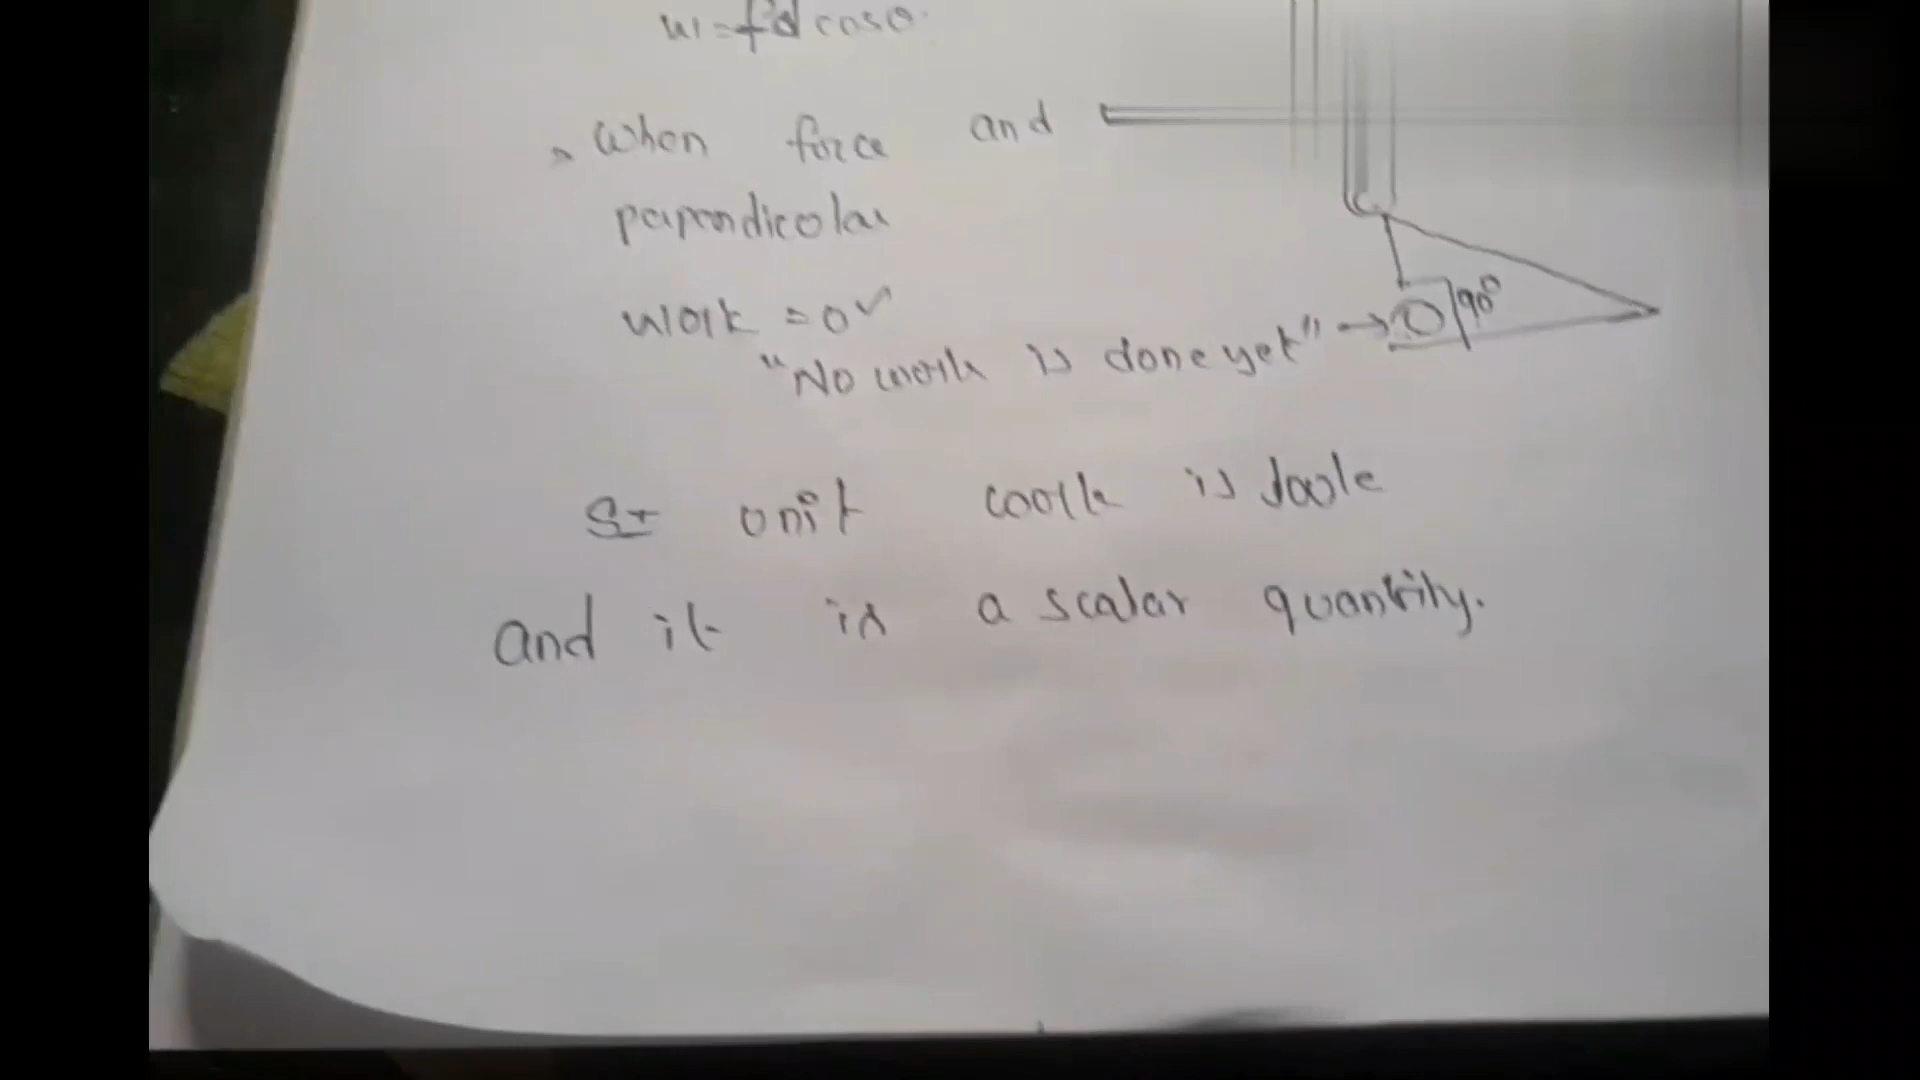 w=fd cosθ.
When force and
perpendicular
work = 0
"No work is done yet" → 90°
SI unit work is Joule
and it is a scalar quantity.